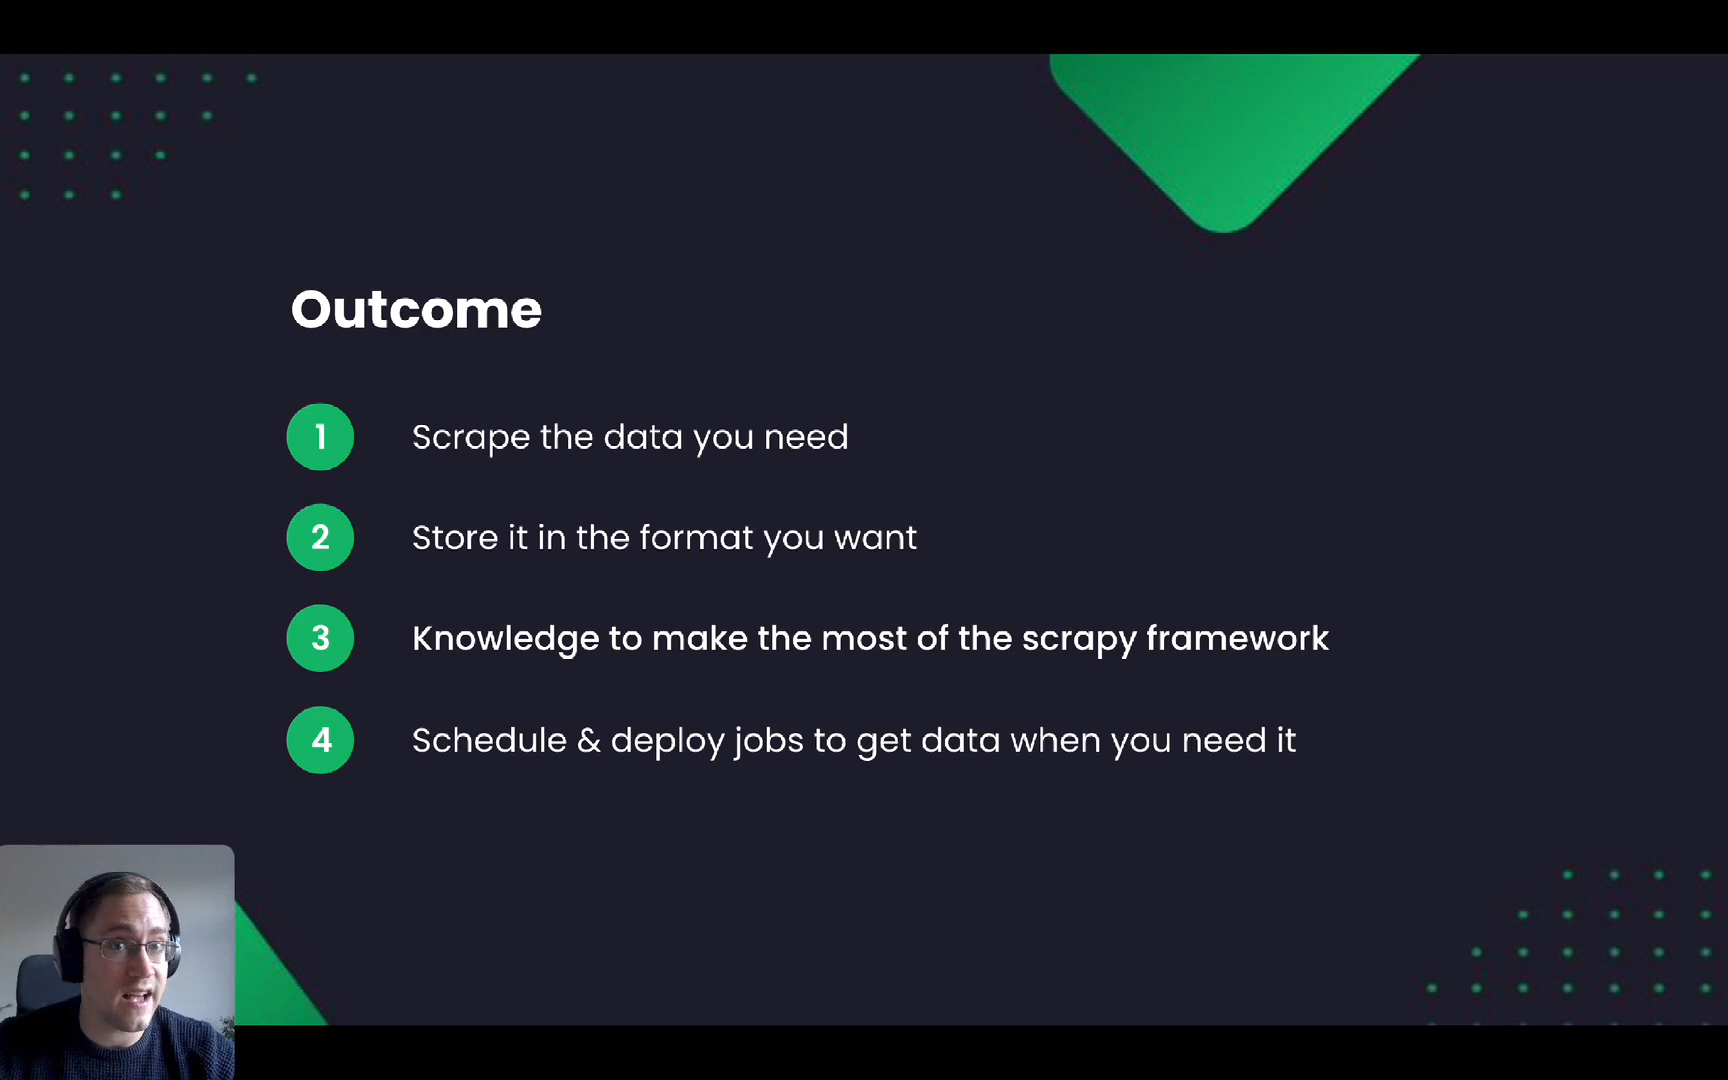 Outcome
1 Scrape the data you need
2 Store it in the format you want
3 Knowledge to make the most of the scrapy framework
4 Schedule & deploy jobs to get data when you need it